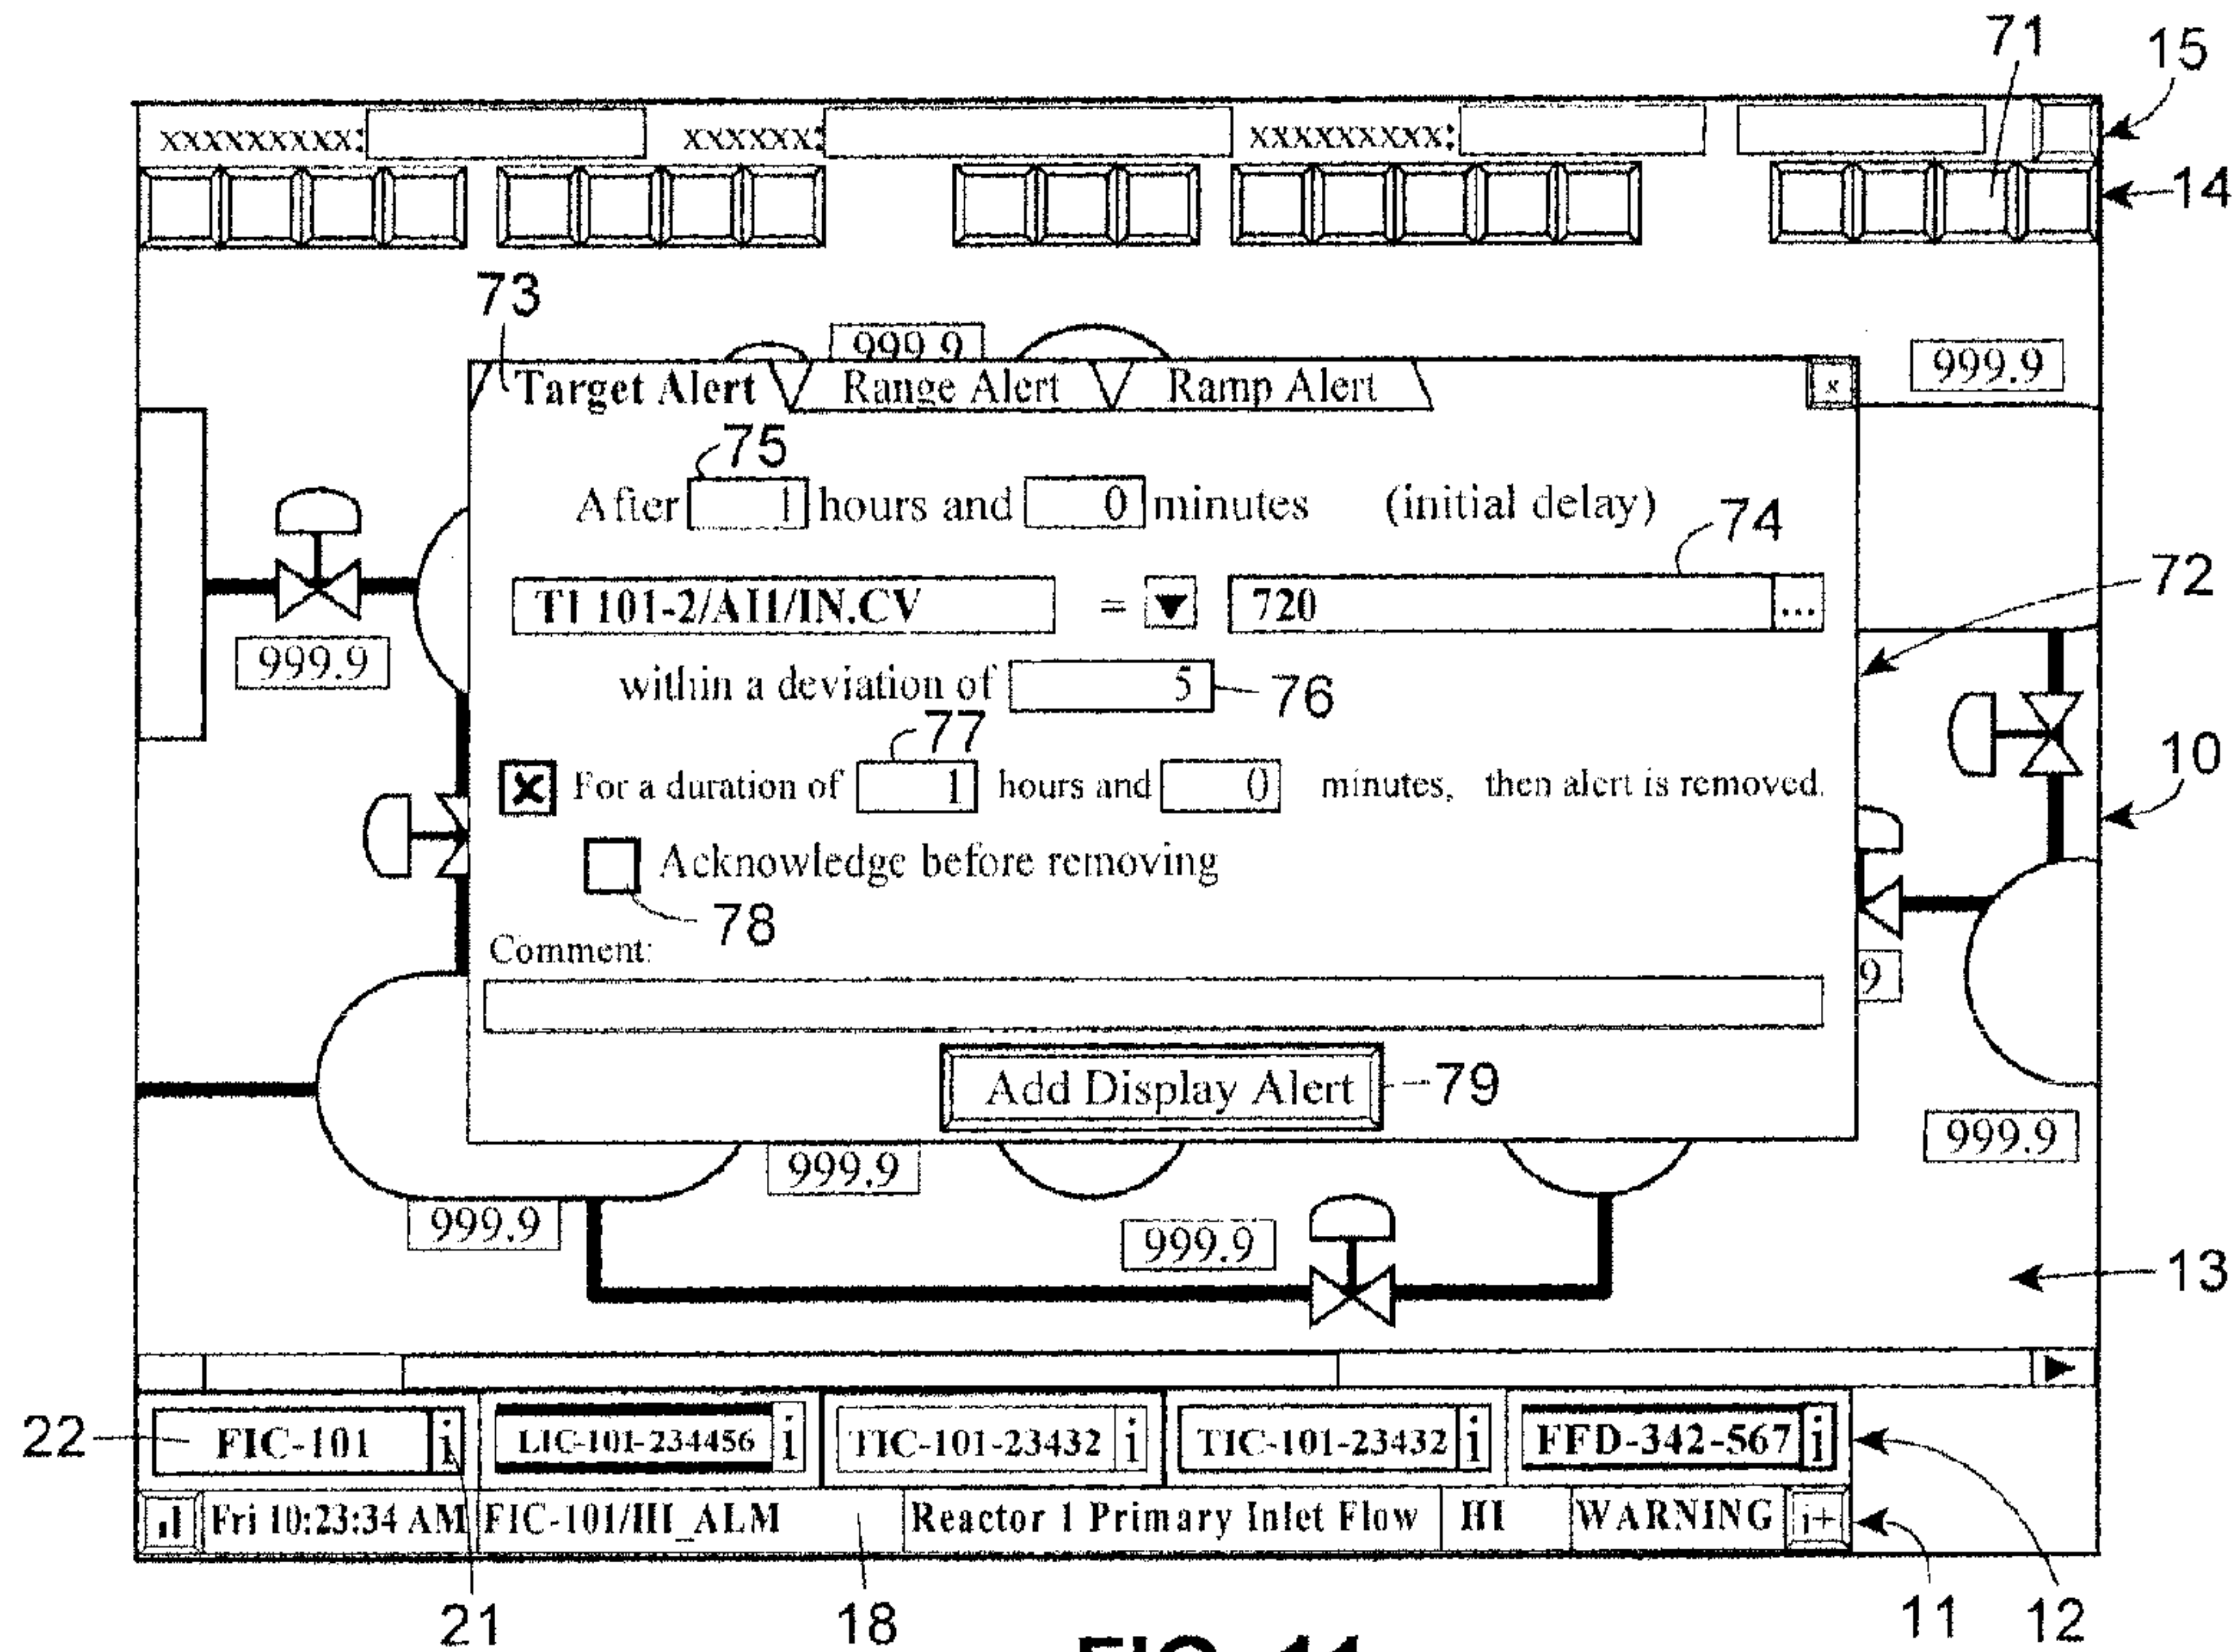 71
15
xxxxxxxxx: xxxxxx: xxxxxxxxx:
14
73
999.9
999.9
Target Alert Range Alert Ramp Alert x
75
After 1 hours and 0 minutes (initial delay)
74
TI 101-2/AI1/IN.CV = 720 ...
72
999.9
within a deviation of 5 76
77
10
For a duration of 1 hours and 0 minutes, then alert is removed.
Acknowledge before removing
78
Comment:
9
Add Display Alert 79
999.9
999.9
999.9
999.9
13
22 FIC-101 i LIC-101-234456 i TIC-101-23432 i TIC-101-23432 i FFD-342-567 i
Fri 10:23:34 AM FIC-101/HI_ALM Reactor 1 Primary Inlet Flow HI WARNING i+
21 18 11 12
FIG. 11